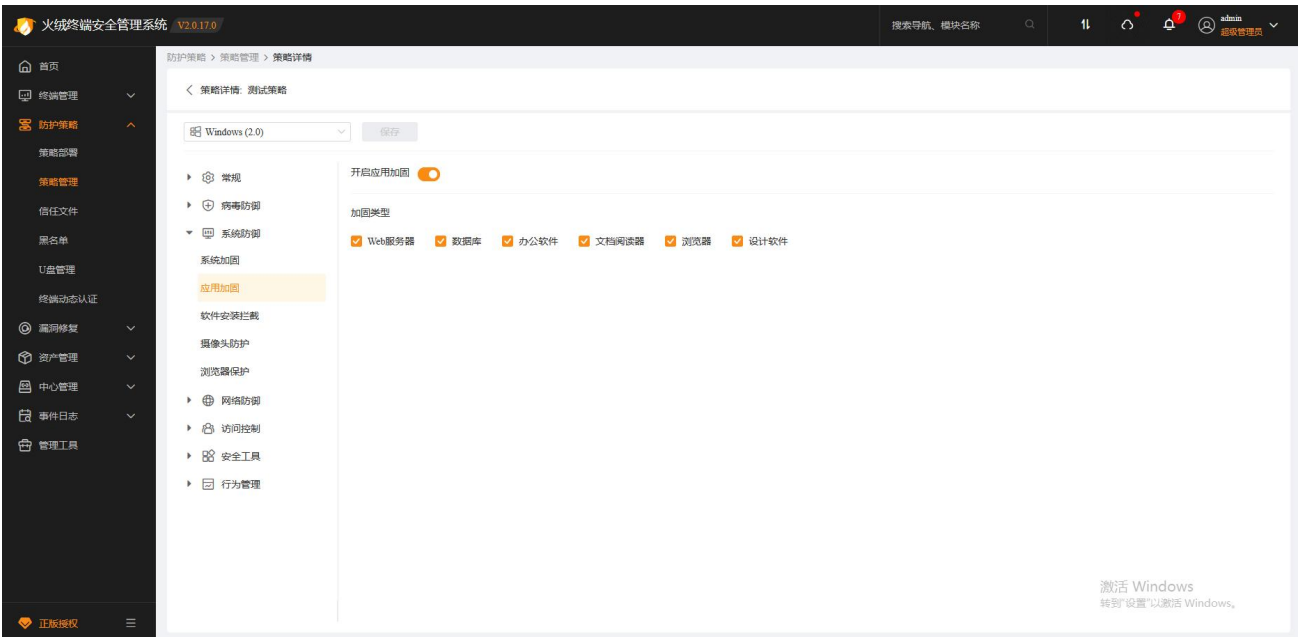 火绒终端安全管理系统 V2.0.17.0
搜索导航、模块名称
7
admin
超级管理员
首页
终端管理
防护策略
策略部署
策略管理
信任文件
黑名单
U盘管理
终端动态认证
漏洞修复
资产管理
中心管理
事件日志
管理工具
正版授权
防护策略 > 策略管理 > 策略详情
策略详情: 测试策略
Windows (2.0)
保存
常规
病毒防御
系统防御
系统加固
应用加固
软件安装拦截
摄像头防护
浏览器保护
网络防御
访问控制
安全工具
行为管理
开启应用加固
加固类型
Web服务器 数据库 办公软件 文档阅读器 浏览器 设计软件
激活 Windows
转到"设置"以激活 Windows。